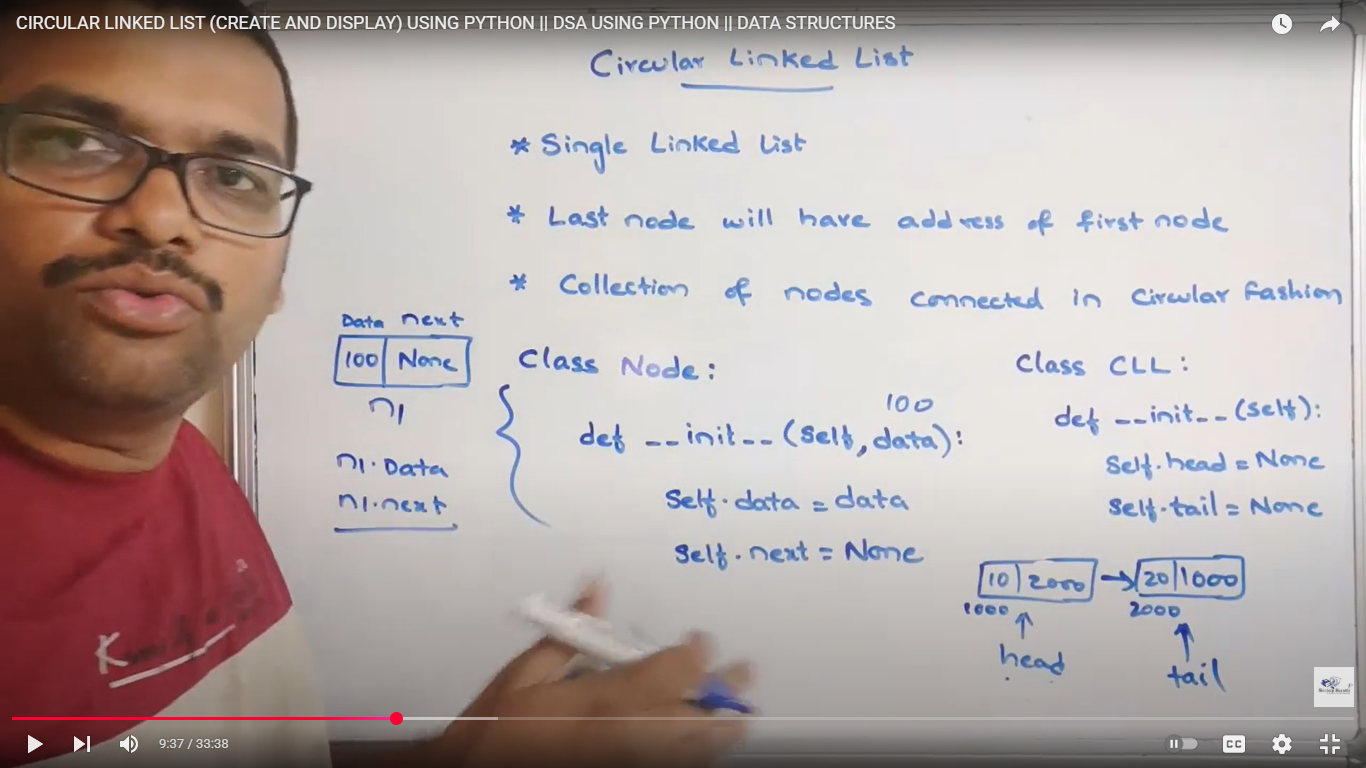 CIRCULAR LINKED LIST (CREATE AND DISPLAY) USING PYTHON || DSA USING PYTHON || DATA STRUCTURES
Circular Linked List
* Single Linked List
* Last node will have address of first node
* Collection of nodes connected in Circular Fashion
Data next
100 None
n1
n1.Data
n1.next
Class Node:
100
def __init__(self, data):
self.data = data
self.next = None
Class CLL:
def __init__(self):
self.head = None
self.tail = None
10 2000 → 20 1000
1000 2000
head tail
9:37 / 33:38
CC